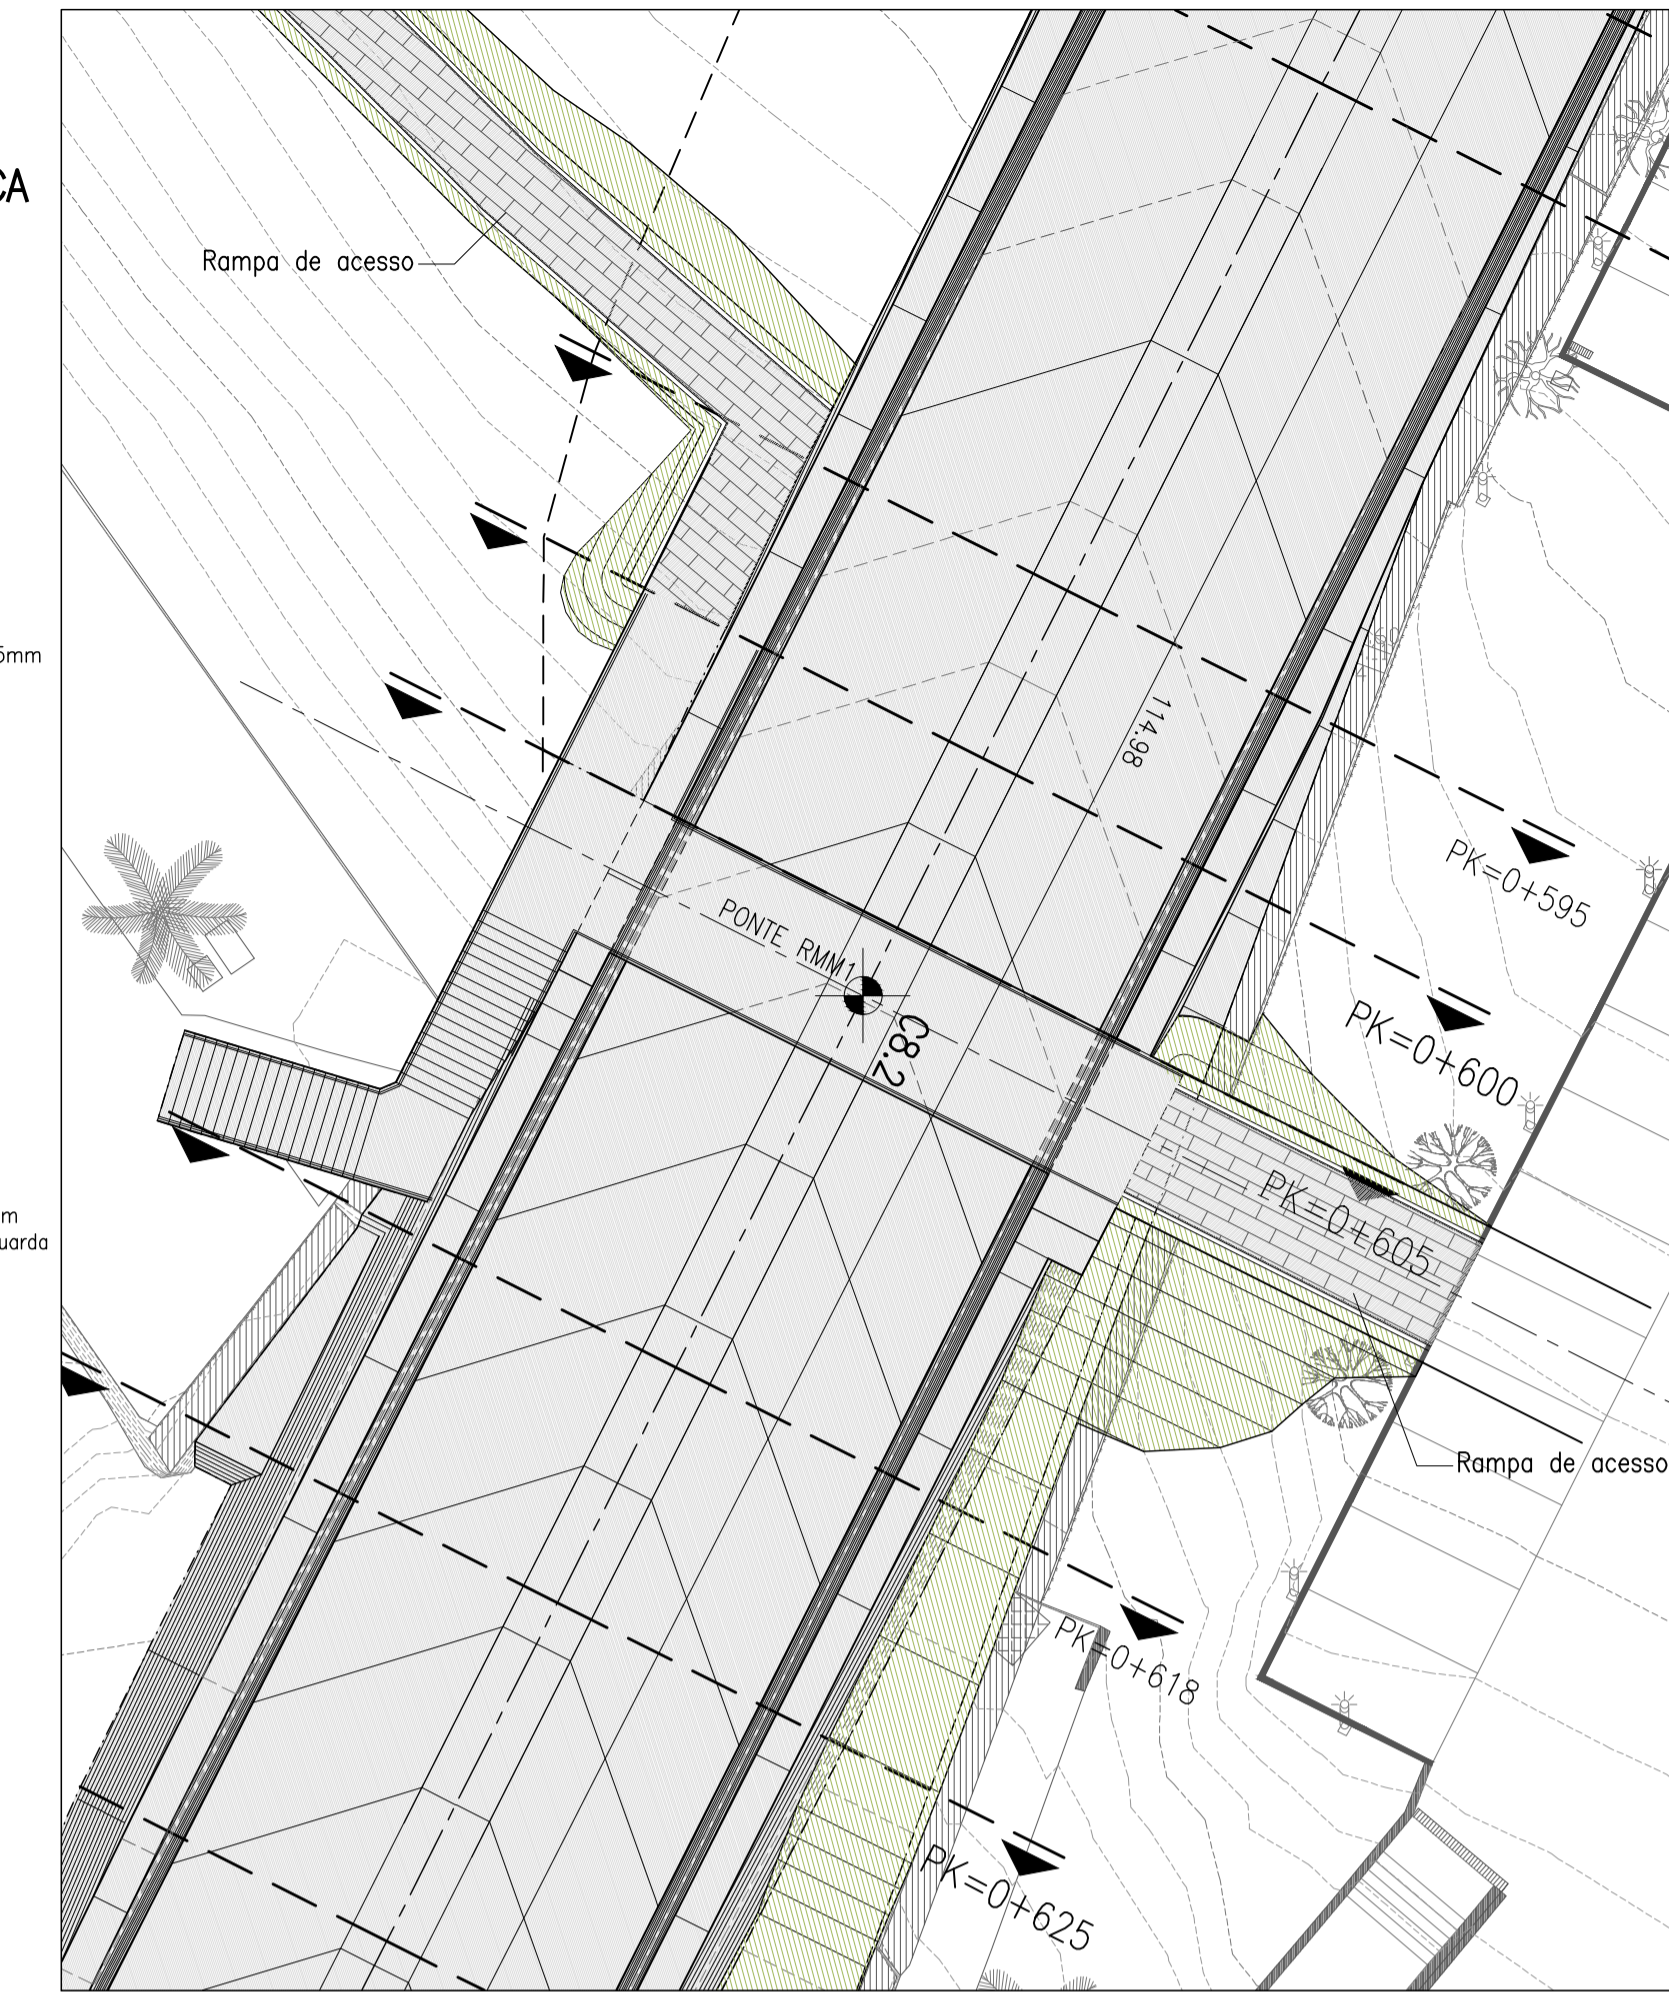 CA
Rampa de acesso
5mm
114.98
PK=0+595
PONTE RMM1
C8.2
PK=0+600
PK=0+605
m
uarda
Rampa de acesso
PK=0+618
PK=0+625